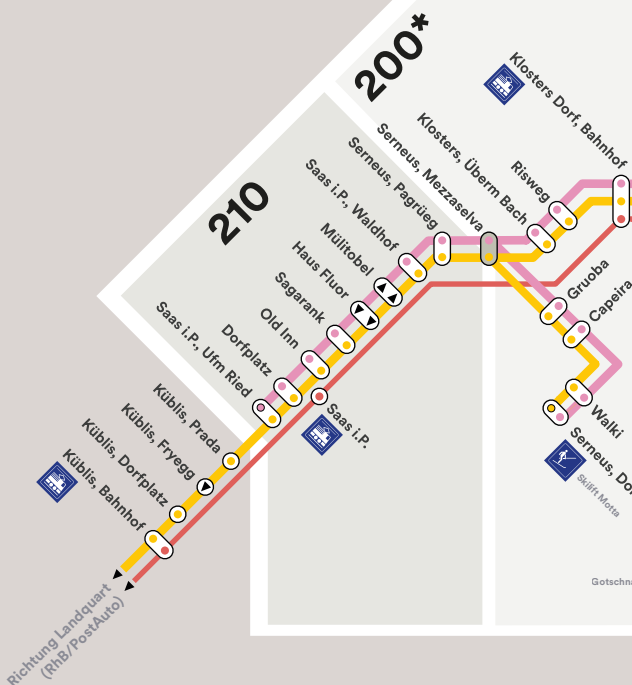 200*
210
Klosters Dorf, Bahnhof
Risweg
Klosters, Überm Bach
Serneus, Mezzaselva
Serneus, Pagrüeg
Saas i.P., Waldhof
Mülitobel
Haus Fluor
Sagarank
Old Inn
Dorfplatz
Saas i.P., Ufm Ried
Küblis, Prada
Küblis, Fryegg
Küblis, Dorfplatz
Küblis, Bahnhof
Saas i.P.
Gruoba
Capeira
Walki
Serneus, Do
Skilift Motta
Gotschna
Richtung Landquart
(RhB/PostAuto)